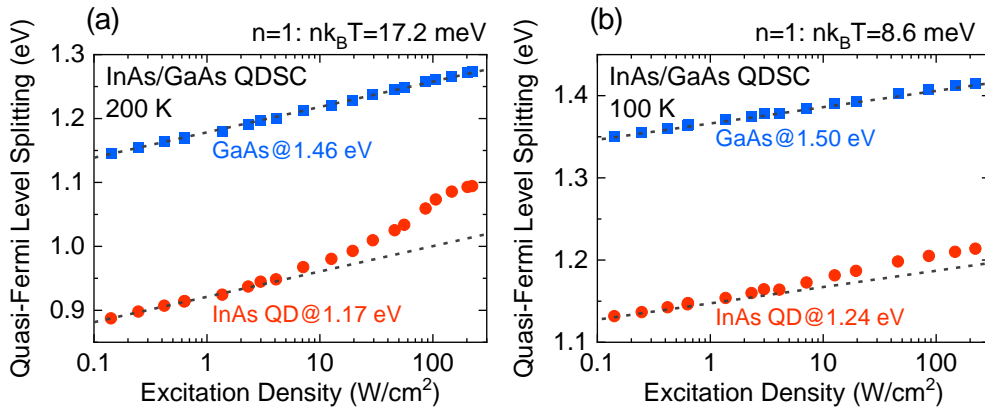 (a)
n=1: nkBT=17.2 meV
Quasi-Fermi Level Splitting (eV)
1.3
1.2
1.1
1.0
0.9
InAs/GaAs QDSC
200 K
GaAs@1.46 eV
InAs QD@1.17 eV
0.1
1
10
100
Excitation Density (W/cm²)
(b)
n=1: nkBT=8.6 meV
Quasi-Fermi Level Splitting (eV)
1.4
1.3
1.2
1.1
InAs/GaAs QDSC
100 K
GaAs@1.50 eV
InAs QD@1.24 eV
0.1
1
10
100
Excitation Density (W/cm²)